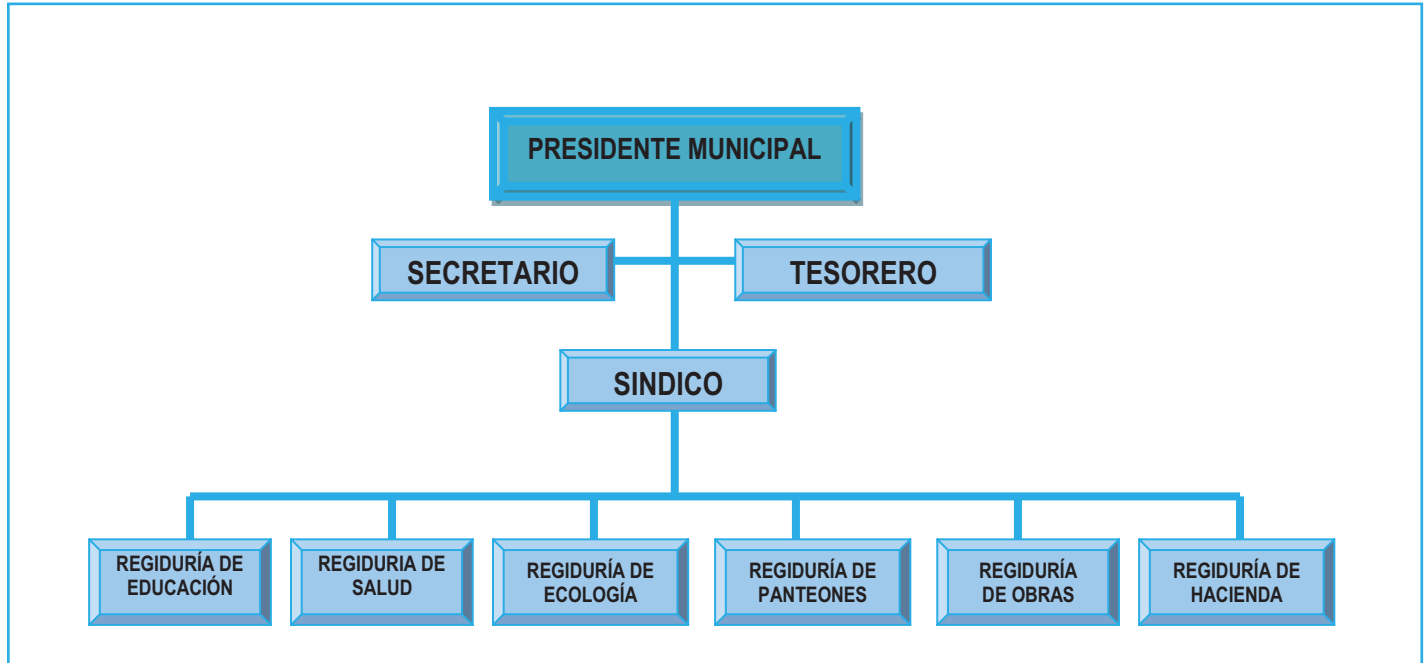 PRESIDENTE MUNICIPAL
SECRETARIO
TESORERO
SINDICO
REGIDURÍA DE
EDUCACIÓN
REGIDURIA DE
SALUD
REGIDURÍA DE
ECOLOGÍA
REGIDURÍA DE
PANTEONES
REGIDURÍA
DE OBRAS
REGIDURÍA DE
HACIENDA